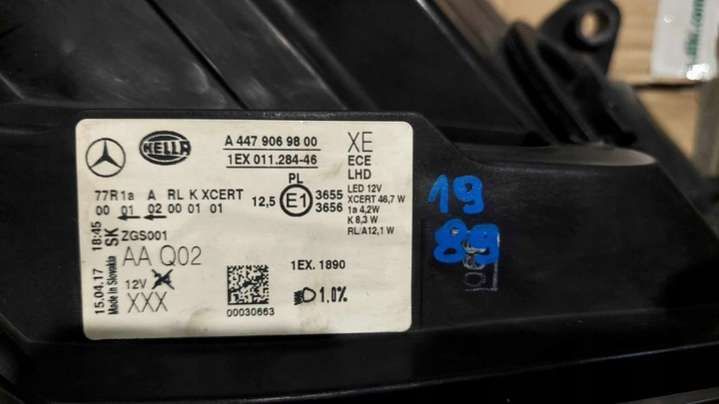 HELLA
A 447 906 98 00
1EX 011.284-46
XE
ECE
LHD
LED 12V
XCERT 46,7 W
1a 4,2W
K 8,3 W
RL/A12,1 W
77R 1a A RL K XCERT
00 01 02 00 01 01
PL
12,5 E1 3655
3656
15.04.17 18:45
Made in Slovakia SK
ZGS001
AA Q02
12V
XXX
00030663
1EX. 1890
1,0%
19
89